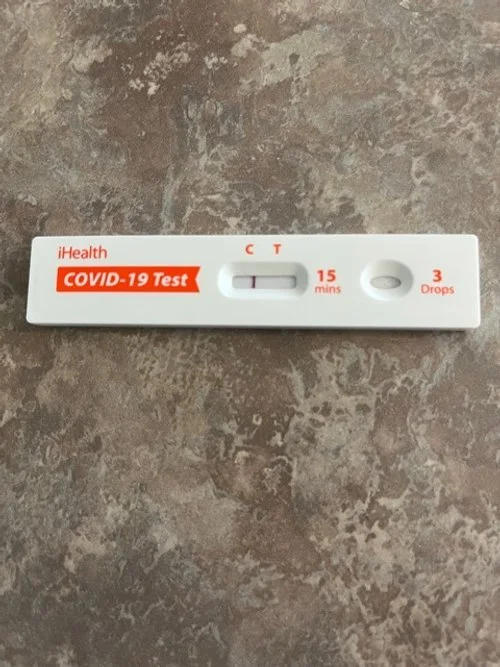 iHealth
COVID-19 Test
C T
15
mins
3
Drops